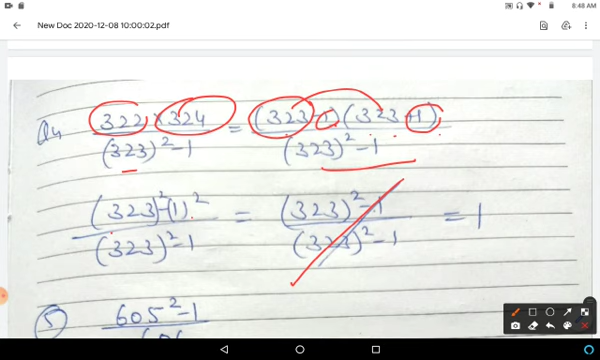 8:48 AM
New Doc 2020-12-08 10:00:02.pdf
Q4 322 × 324 / (323)² - 1 = (323 - 1)(323 + 1) / (323)² - 1
(323)² - (1)² / (323)² - 1 = (323)² - 1 / (323)² - 1 = 1
5 605² - 1